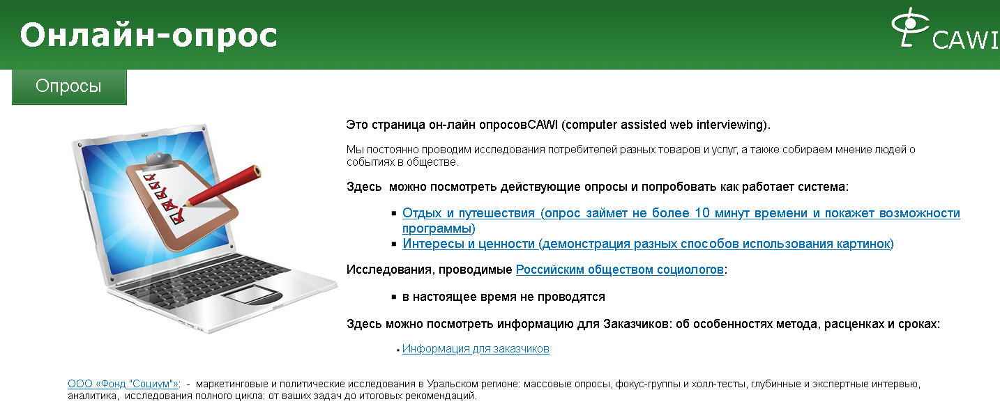 Онлайн-опрос
CAWI
Опросы
Это страница он-лайн опросовCAWI (computer assisted web interviewing).
Мы постоянно проводим исследования потребителей разных товаров и услуг, а также собираем мнение людей о
событиях в обществе.
Здесь можно посмотреть действующие опросы и попробовать как работает система:
Отдых и путешествия (опрос займет не более 10 минут времени и покажет возможности
программы)
Интересы и ценности (демонстрация разных способов использования картинок)
Исследования, проводимые Российским обществом социологов:
в настоящее время не проводятся
Здесь можно посмотреть информацию для Заказчиков: об особенностях метода, расценках и сроках:
Информация для заказчиков
ООО «Фонд "Социум"»: - маркетинговые и политические исследования в Уральском регионе: массовые опросы, фокус-группы и холл-тесты, глубинные и экспертные интервью,
аналитика, исследования полного цикла: от ваших задач до итоговых рекомендаций.